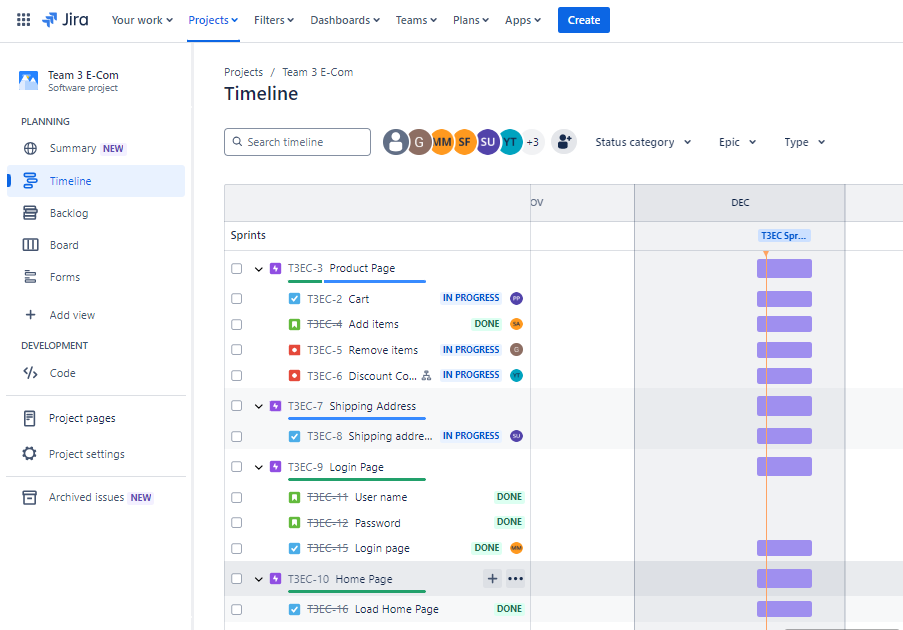 Jira Your work Projects Filters Dashboards Teams Plans Apps Create
Team 3 E-Com
Software project
PLANNING
Summary NEW
Timeline
Backlog
Board
Forms
Add view
DEVELOPMENT
Code
Project pages
Project settings
Archived issues NEW
Projects / Team 3 E-Com
Timeline
Search timeline G MM SF SU YT +3 Status category Epic Type
OV DEC
Sprints T3EC Spr...
T3EC-3 Product Page
T3EC-2 Cart IN PROGRESS PP
T3EC-4 Add items DONE SA
T3EC-5 Remove items IN PROGRESS G
T3EC-6 Discount Co... IN PROGRESS YT
T3EC-7 Shipping Address
T3EC-8 Shipping addre... IN PROGRESS SU
T3EC-9 Login Page
T3EC-11 User name DONE
T3EC-12 Password DONE
T3EC-15 Login page DONE MM
T3EC-10 Home Page
T3EC-16 Load Home Page DONE